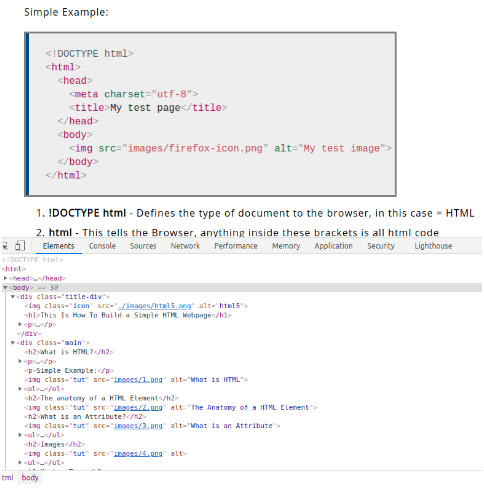 Simple Example:
<!DOCTYPE html>
<html>
<head>
<meta charset="utf-8">
<title>My test page</title>
</head>
<body>
<img src="images/firefox-icon.png" alt="My test image">
</body>
</html>
1. !DOCTYPE html - Defines the type of document to the browser, in this case = HTML
2. html - This tells the Browser, anything inside these brackets is all html code
Elements Console Sources Network Performance Memory Application Security Lighthouse
<!DOCTYPE html>
<html>
<head>…</head>
<body> == $0
<div class="title-div">
<img class="icon" src="./images/html5.png" alt="html5">
<h1>This Is How To Build a Simple HTML Webpage</h1>
<p>…</p>
</div>
<div class="main">
<h2>What is HTML?</h2>
<p>…</p>
<p>Simple Example:</p>
<img class="tut" src="images/1.png" alt="What is HTML">
<ol>…</ol>
<h2>The anatomy of a HTML Element</h2>
<img class="tut" src="images/2.png" alt="The Anatomy of a HTML Element">
<h2>What is an Attribute?</h2>
<img class="tut" src="images/3.png" alt="What is an Attribute">
<ul>…</ul>
<h2>Images</h2>
<img class="tut" src="images/4.png" alt>
<ul>…</ul>
tml body